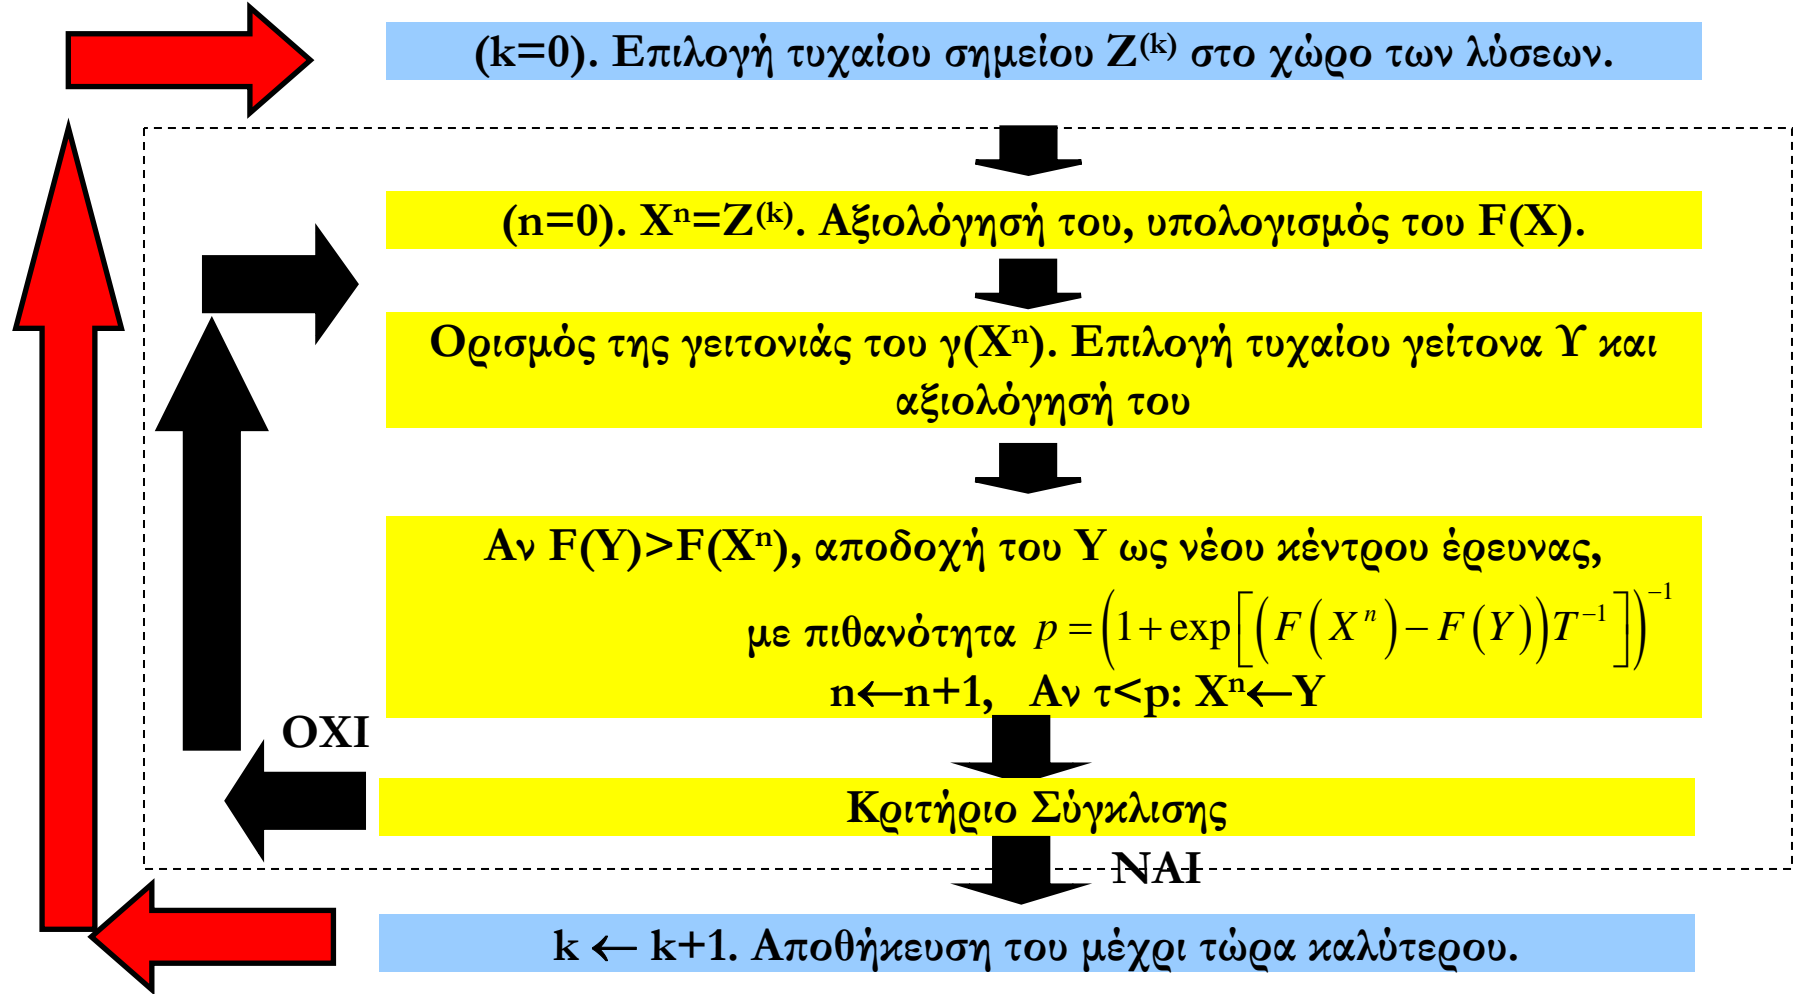 (k=0). Επιλογή τυχαίου σημείου Z⁽ᵏ⁾ στο χώρο των λύσεων.
(n=0). Xⁿ=Z⁽ᵏ⁾. Αξιολόγησή του, υπολογισμός του F(X).
Ορισμός της γειτονιάς του γ(Xⁿ). Επιλογή τυχαίου γείτονα Υ και
αξιολόγησή του
Αν F(Y)>F(Xⁿ), αποδοχή του Y ως νέου κέντρου έρευνας,
με πιθανότητα p = (1 + exp[(F(Xⁿ) − F(Y))T⁻¹])⁻¹
n←n+1, Αν τ<p: Xⁿ←Y
ΟΧΙ
Κριτήριο Σύγκλισης
ΝΑΙ
k ← k+1. Αποθήκευση του μέχρι τώρα καλύτερου.